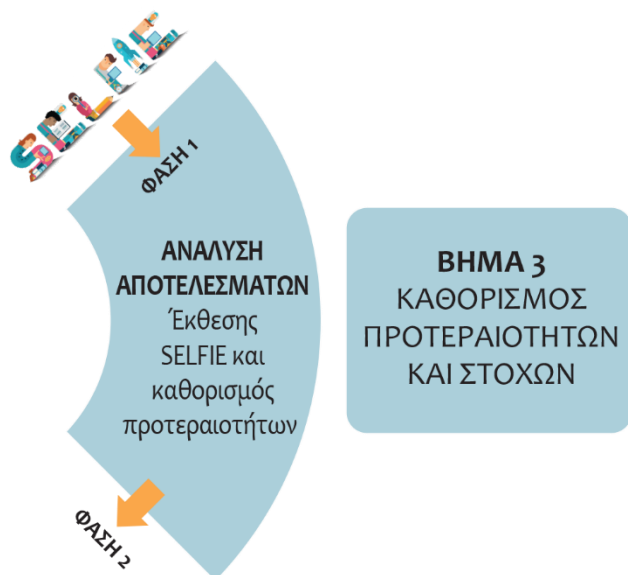 SELFIE
ΦΑΣΗ 1
ΑΝΑΛΥΣΗ
ΑΠΟΤΕΛΕΣΜΑΤΩΝ
Έκθεσης
SELFIE και
καθορισμός
προτεραιοτήτων
ΦΑΣΗ 2
ΒΗΜΑ 3
ΚΑΘΟΡΙΣΜΟΣ
ΠΡΟΤΕΡΑΙΟΤΗΤΩΝ
ΚΑΙ ΣΤΟΧΩΝ